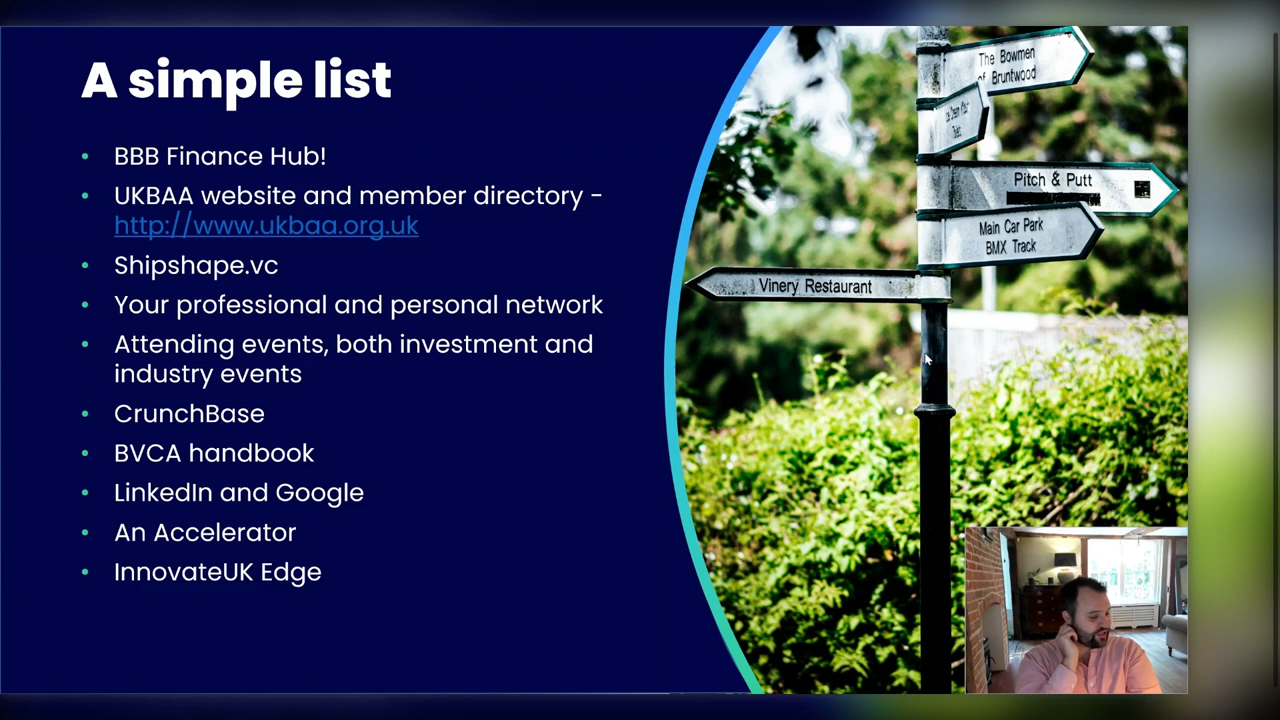 A simple list
• BBB Finance Hub!
• UKBAA website and member directory -
http://www.ukbaa.org.uk
• Shipshape.vc
• Your professional and personal network
• Attending events, both investment and
industry events
• CrunchBase
• BVCA handbook
• LinkedIn and Google
• An Accelerator
• InnovateUK Edge
The Bowmen
of Bruntwood
Pitch & Putt
Main Car Park
BMX Track
Vinery Restaurant